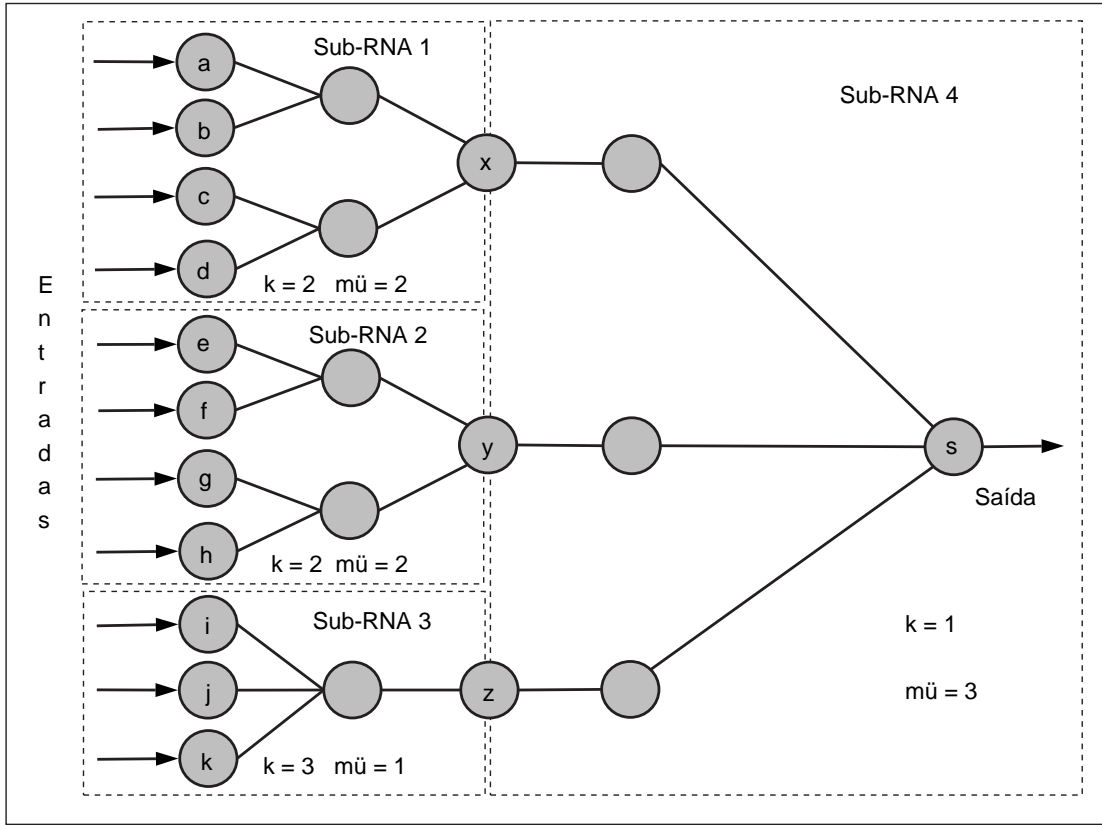 Entradas
Sub-RNA 1
a
b
c
d
x
k = 2 mü = 2
Sub-RNA 2
e
f
g
h
y
k = 2 mü = 2
Sub-RNA 3
i
j
k
z
k = 3 mü = 1
Sub-RNA 4
s
Saída
k = 1
mü = 3